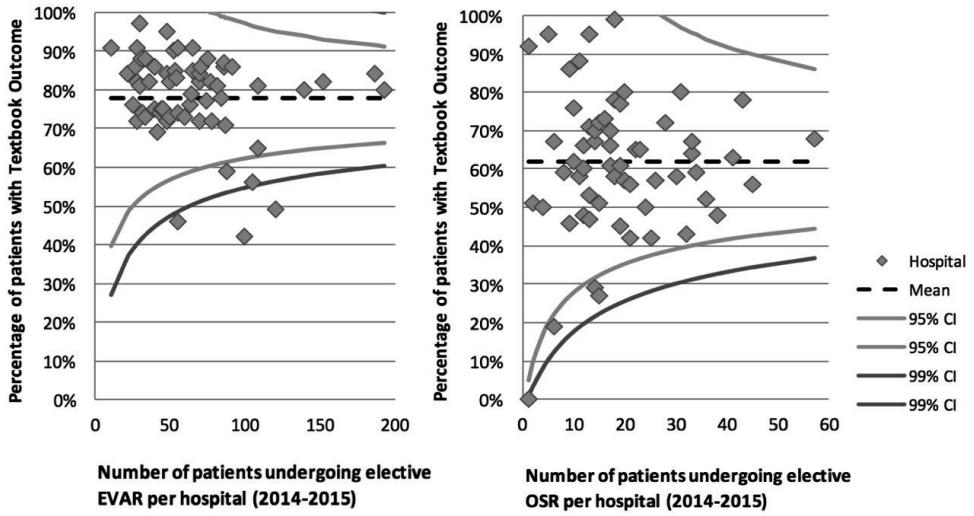 Percentage of patients with Textbook Outcome
100%
90%
80%
70%
60%
50%
40%
30%
20%
10%
0%
0 50 100 150 200
Number of patients undergoing elective
EVAR per hospital (2014-2015)
Percentage of patients with Textbook Outcome
100%
90%
80%
70%
60%
50%
40%
30%
20%
10%
0%
0 10 20 30 40 50 60
Number of patients undergoing elective
OSR per hospital (2014-2015)
Hospital
Mean
95% CI
95% CI
99% CI
99% CI